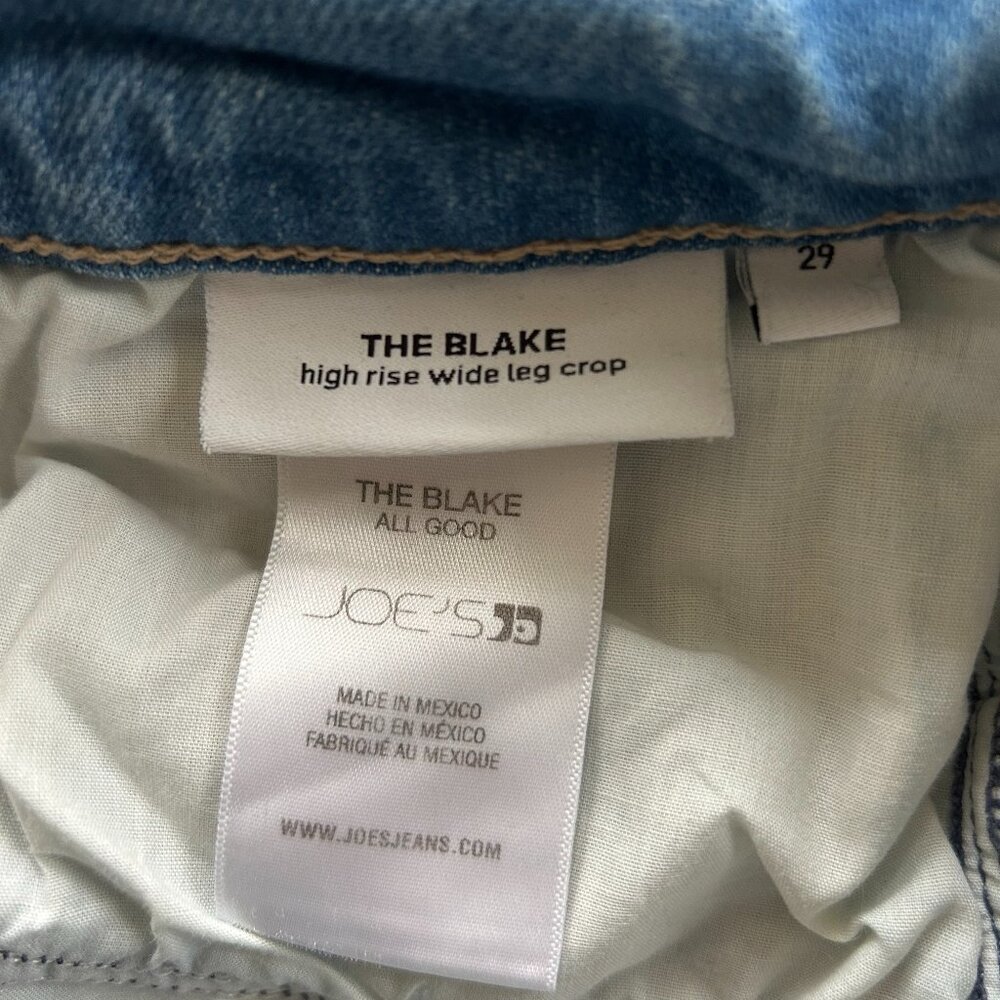 29
THE BLAKE
high rise wide leg crop
THE BLAKE
ALL GOOD
JOE'S
MADE IN MEXICO
HECHO EN MÉXICO
FABRIQUÉ AU MEXIQUE
WWW.JOESJEANS.COM